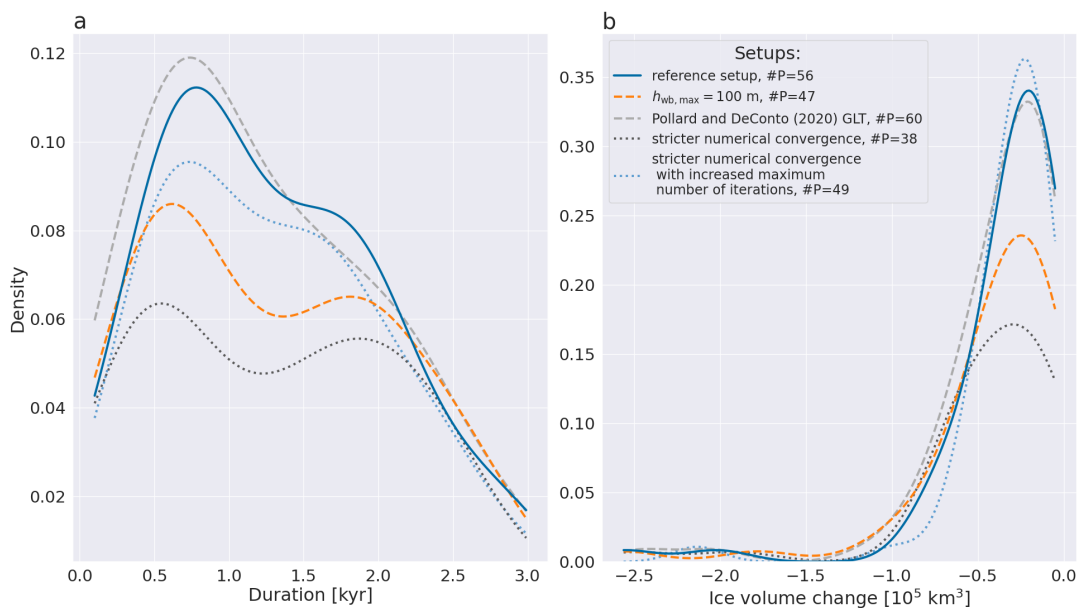 a
0.12
0.10
0.08
0.06
0.04
0.02
Density
0.0 0.5 1.0 1.5 2.0 2.5 3.0
Duration [kyr]
b
0.35
0.30
0.25
0.20
0.15
0.10
0.05
0.00
Setups:
reference setup, #P=56
h_wb, max = 100 m, #P=47
Pollard and DeConto (2020) GLT, #P=60
stricter numerical convergence, #P=38
stricter numerical convergence
with increased maximum
number of iterations, #P=49
−2.5 −2.0 −1.5 −1.0 −0.5 0.0
Ice volume change [10⁵ km³]